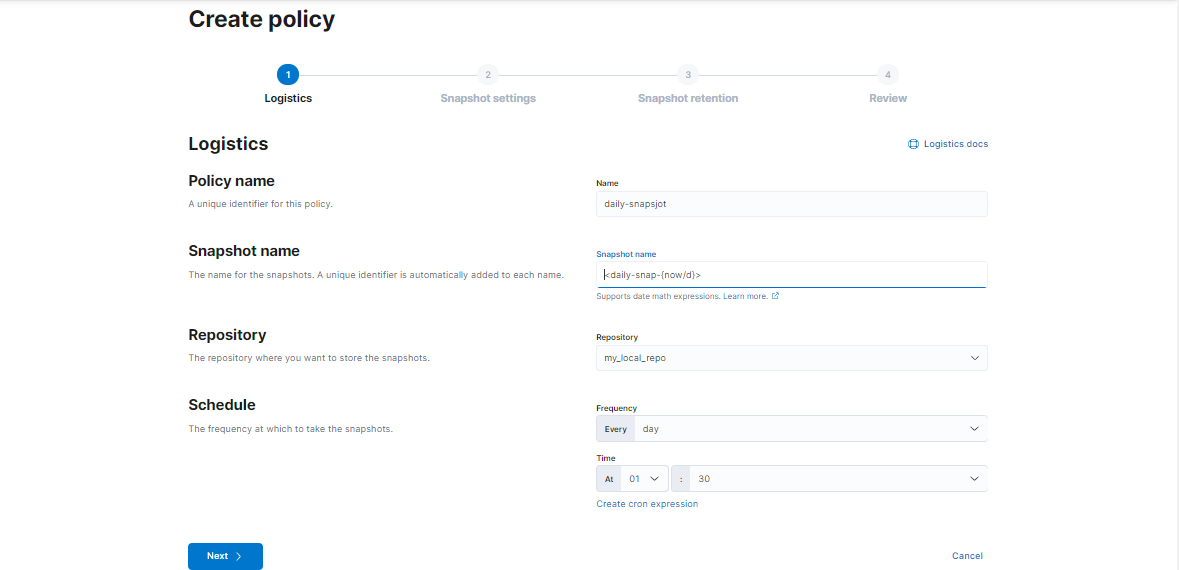 Create policy
1
2
3
4
Logistics
Snapshot settings
Snapshot retention
Review
Logistics
Logistics docs
Policy name
A unique identifier for this policy.
Name
daily-snapsjot
Snapshot name
The name for the snapshots. A unique identifier is automatically added to each name.
Snapshot name
<daily-snap-{now/d}>
Supports date math expressions. Learn more.
Repository
The repository where you want to store the snapshots.
Repository
my_local_repo
Schedule
The frequency at which to take the snapshots.
Frequency
Every day
Time
At 01 : 30
Create cron expression
Next
Cancel